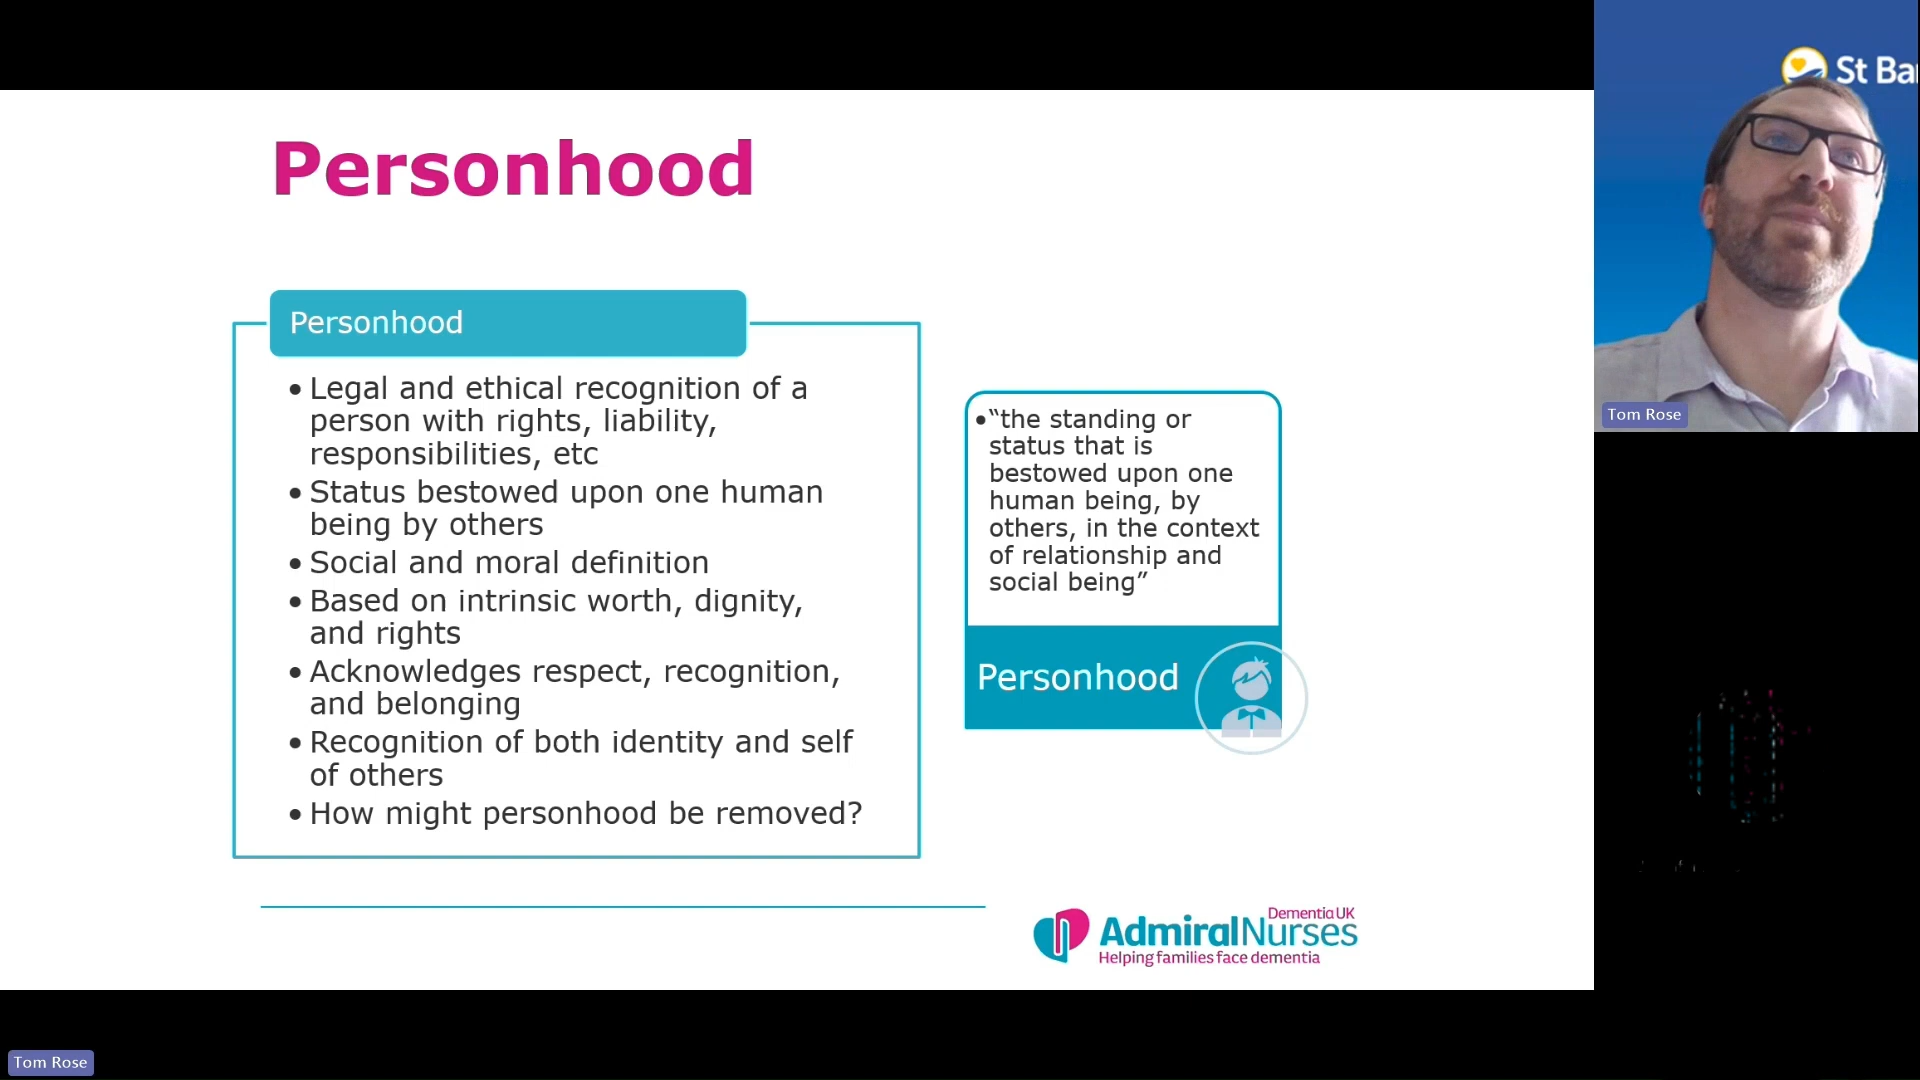 St Ba
Personhood
Personhood
• Legal and ethical recognition of a
person with rights, liability,
responsibilities, etc
• Status bestowed upon one human
being by others
• Social and moral definition
• Based on intrinsic worth, dignity,
and rights
• Acknowledges respect, recognition,
and belonging
• Recognition of both identity and self
of others
• How might personhood be removed?
• “the standing or
status that is
bestowed upon one
human being, by
others, in the context
of relationship and
social being”
Personhood
Tom Rose
Dementia UK
AdmiralNurses
Helping families face dementia
Tom Rose